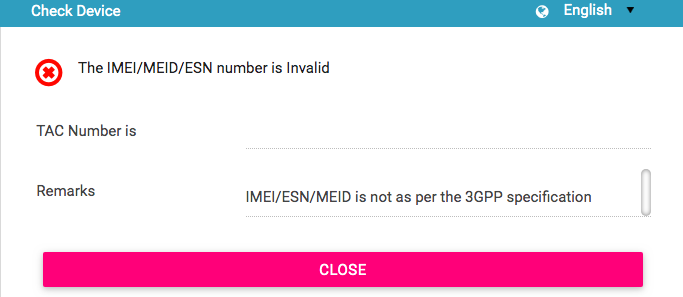 Check Device
English
The IMEI/MEID/ESN number is Invalid
TAC Number is
Remarks
IMEI/ESN/MEID is not as per the 3GPP specification
CLOSE